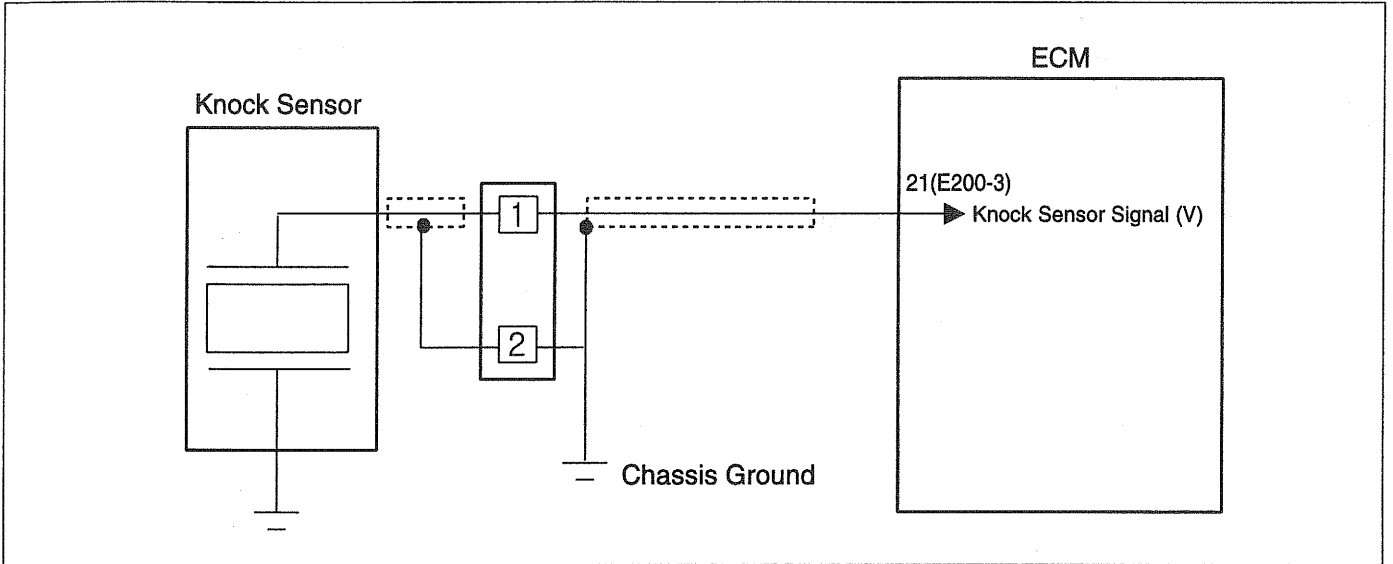 ECM
Knock Sensor
21(E200-3)
1
Knock Sensor Signal (V)
2
Chassis Ground